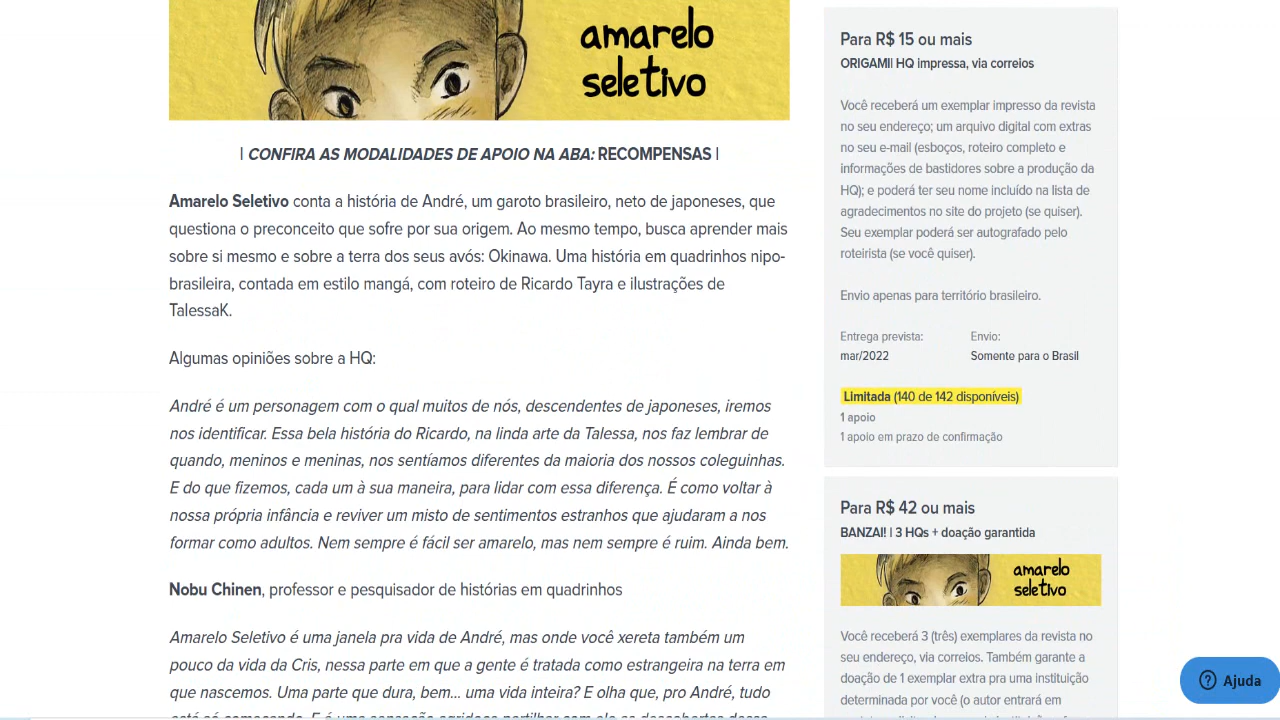 amarelo
seletivo
| CONFIRA AS MODALIDADES DE APOIO NA ABA: RECOMPENSAS |
Amarelo Seletivo conta a história de André, um garoto brasileiro, neto de japoneses, que
questiona o preconceito que sofre por sua origem. Ao mesmo tempo, busca aprender mais
sobre si mesmo e sobre a terra dos seus avós: Okinawa. Uma história em quadrinhos nipo-
brasileira, contada em estilo mangá, com roteiro de Ricardo Tayra e ilustrações de
TalessaK.
Algumas opiniões sobre a HQ:
André é um personagem com o qual muitos de nós, descendentes de japoneses, iremos
nos identificar. Essa bela história do Ricardo, na linda arte da Talessa, nos faz lembrar de
quando, meninos e meninas, nos sentíamos diferentes da maioria dos nossos coleguinhas.
E do que fizemos, cada um à sua maneira, para lidar com essa diferença. É como voltar à
nossa própria infância e reviver um misto de sentimentos estranhos que ajudaram a nos
formar como adultos. Nem sempre é fácil ser amarelo, mas nem sempre é ruim. Ainda bem.
Nobu Chinen, professor e pesquisador de histórias em quadrinhos
Amarelo Seletivo é uma janela pra vida de André, mas onde você xereta também um
pouco da vida da Cris, nessa parte em que a gente é tratada como estrangeira na terra em
que nascemos. Uma parte que dura, bem... uma vida inteira? E olha que, pro André, tudo
Para R$ 15 ou mais
ORIGAMI| HQ impressa, via correios
Você receberá um exemplar impresso da revista
no seu endereço; um arquivo digital com extras
no seu e-mail (esboços, roteiro completo e
informações de bastidores sobre a produção da
HQ); e poderá ter seu nome incluído na lista de
agradecimentos no site do projeto (se quiser).
Seu exemplar poderá ser autografado pelo
roteirista (se você quiser).
Envio apenas para território brasileiro.
Entrega prevista: Envio:
mar/2022 Somente para o Brasil
Limitada (140 de 142 disponíveis)
1 apoio
1 apoio em prazo de confirmação
Para R$ 42 ou mais
BANZAI! | 3 HQs + doação garantida
amarelo
seletivo
Você receberá 3 (três) exemplares da revista no
seu endereço, via correios. Também garante a
doação de 1 exemplar extra pra uma instituição
determinada por você (o autor entrará em
Ajuda